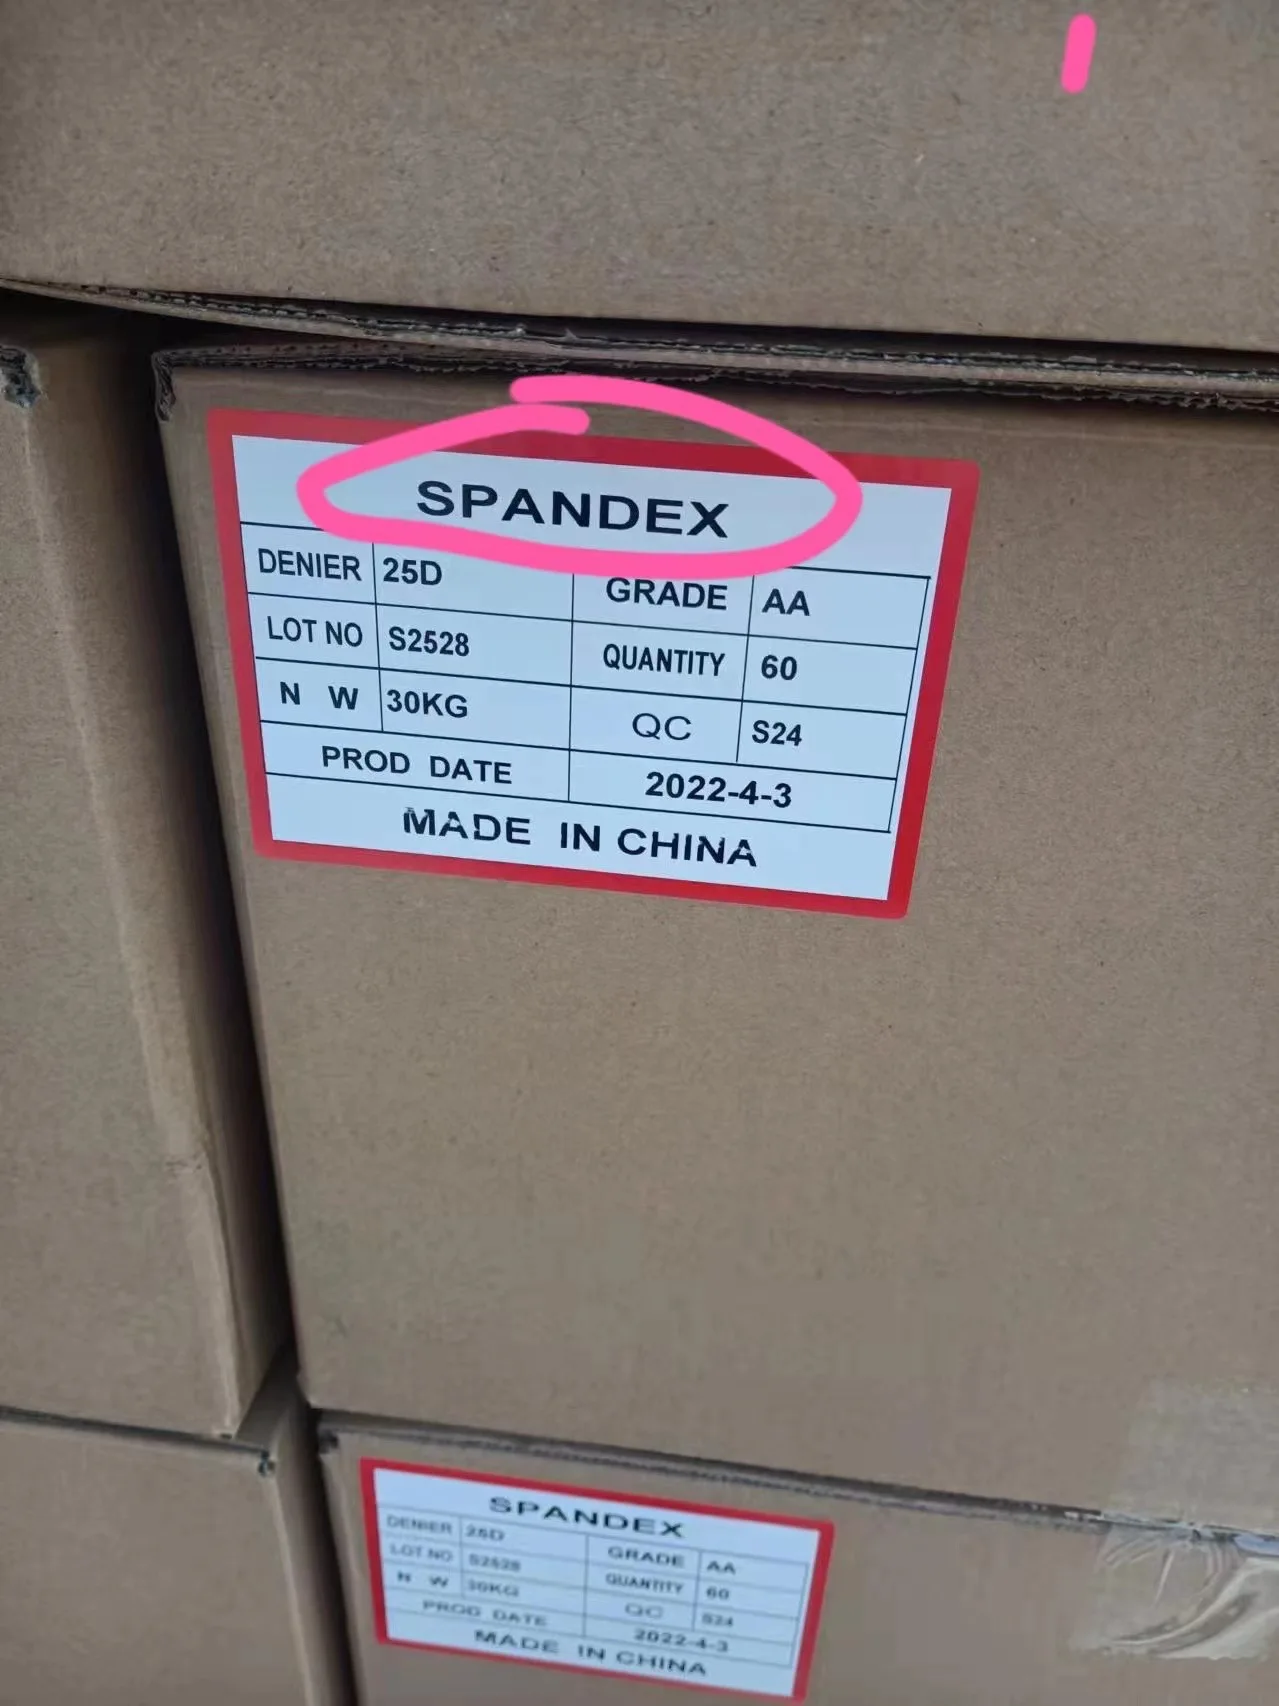 SPANDEX
DENIER 25D GRADE AA
LOT NO S2528 QUANTITY 60
N W 30KG QC S24
PROD DATE 2022-4-3
MADE IN CHINA
SPANDEX
DENIER 25D GRADE AA
LOT NO S2528 QUANTITY 60
N W 30KG QC S24
PROD DATE 2022-4-3
MADE IN CHINA